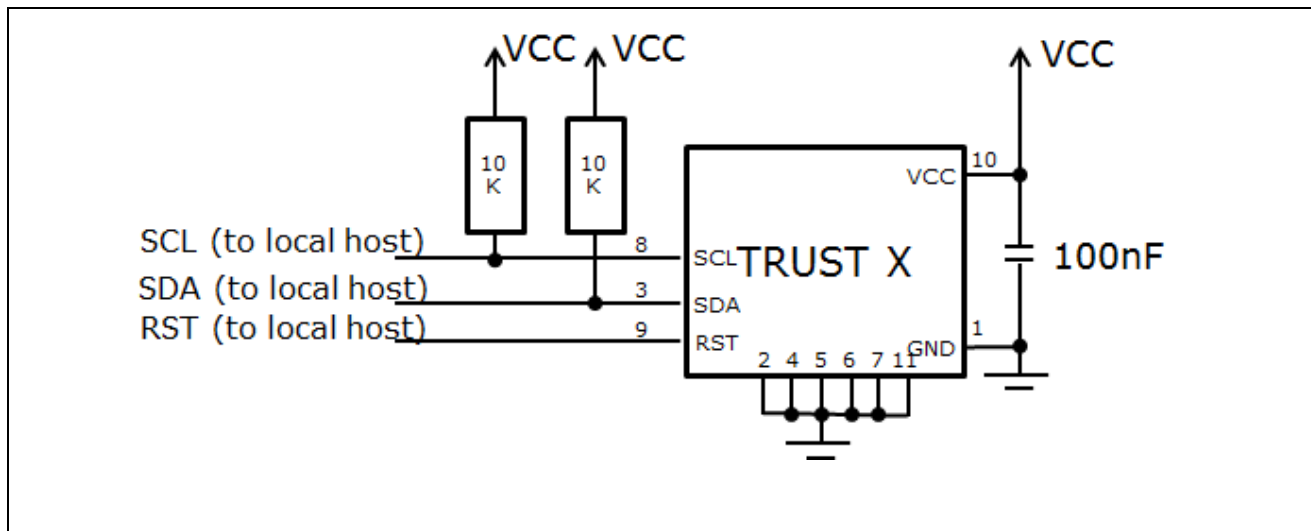 VCC VCC
VCC
10
K
10
K
10
VCC
SCL (to local host)
8
SCL
TRUST X
100nF
SDA (to local host)
3
SDA
RST (to local host)
9
RST
1
GND
2 4 5 6 7 11